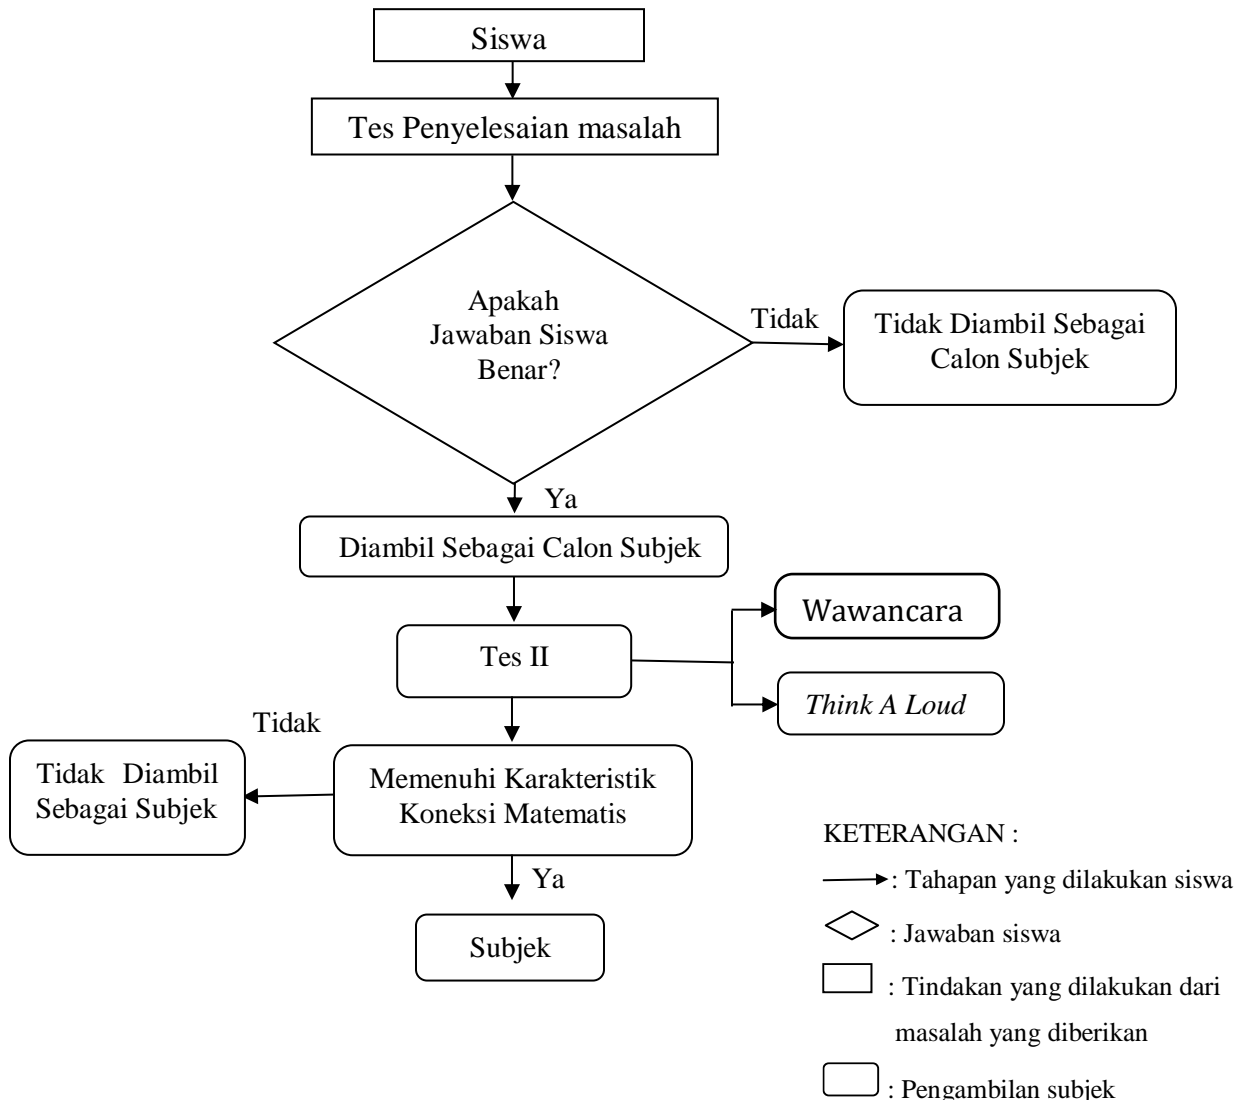 Siswa
Tes Penyelesaian masalah
Apakah
Jawaban Siswa
Benar?
Tidak
Tidak Diambil Sebagai
Calon Subjek
Ya
Diambil Sebagai Calon Subjek
Wawancara
Tes II
Think A Loud
Tidak
Tidak Diambil
Sebagai Subjek
Memenuhi Karakteristik
Koneksi Matematis
Ya
Subjek
KETERANGAN :
: Tahapan yang dilakukan siswa
: Jawaban siswa
: Tindakan yang dilakukan dari
masalah yang diberikan
: Pengambilan subjek